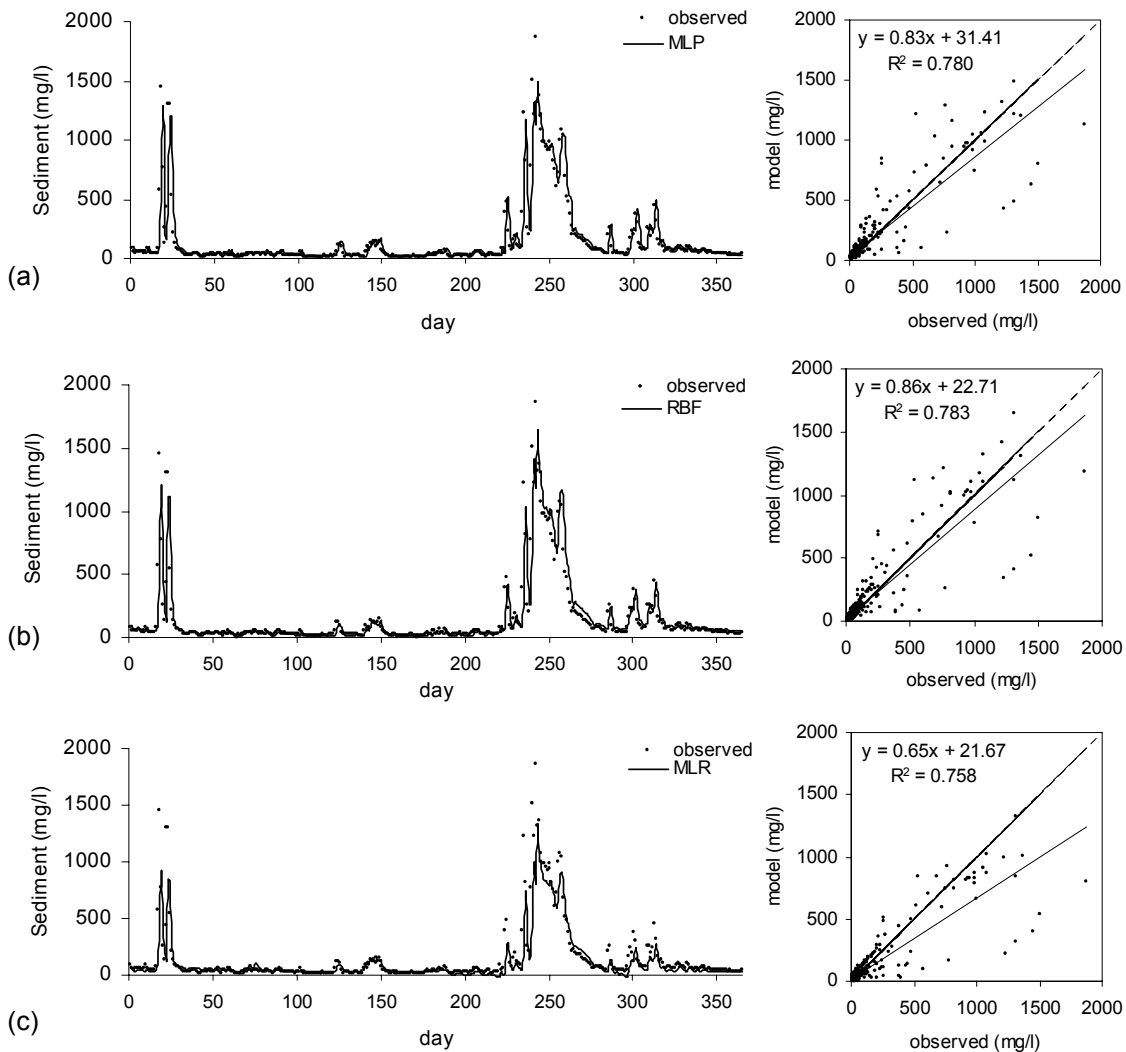 2000
1500
1000
500
0
Sediment (mg/l)
observed
MLP
0 50 100 150 200 250 300 350
day
(a)
2000
1500
1000
500
0
model (mg/l)
y = 0.83x + 31.41
R² = 0.780
0 500 1000 1500 2000
observed (mg/l)
2000
1500
1000
500
0
Sediment (mg/l)
observed
RBF
0 50 100 150 200 250 300 350
day
(b)
2000
1500
1000
500
0
model (mg/l)
y = 0.86x + 22.71
R² = 0.783
0 500 1000 1500 2000
observed (mg/l)
2000
1500
1000
500
0
Sediment (mg/l)
observed
MLR
0 50 100 150 200 250 300 350
day
(c)
2000
1500
1000
500
0
model (mg/l)
y = 0.65x + 21.67
R² = 0.758
0 500 1000 1500 2000
observed (mg/l)